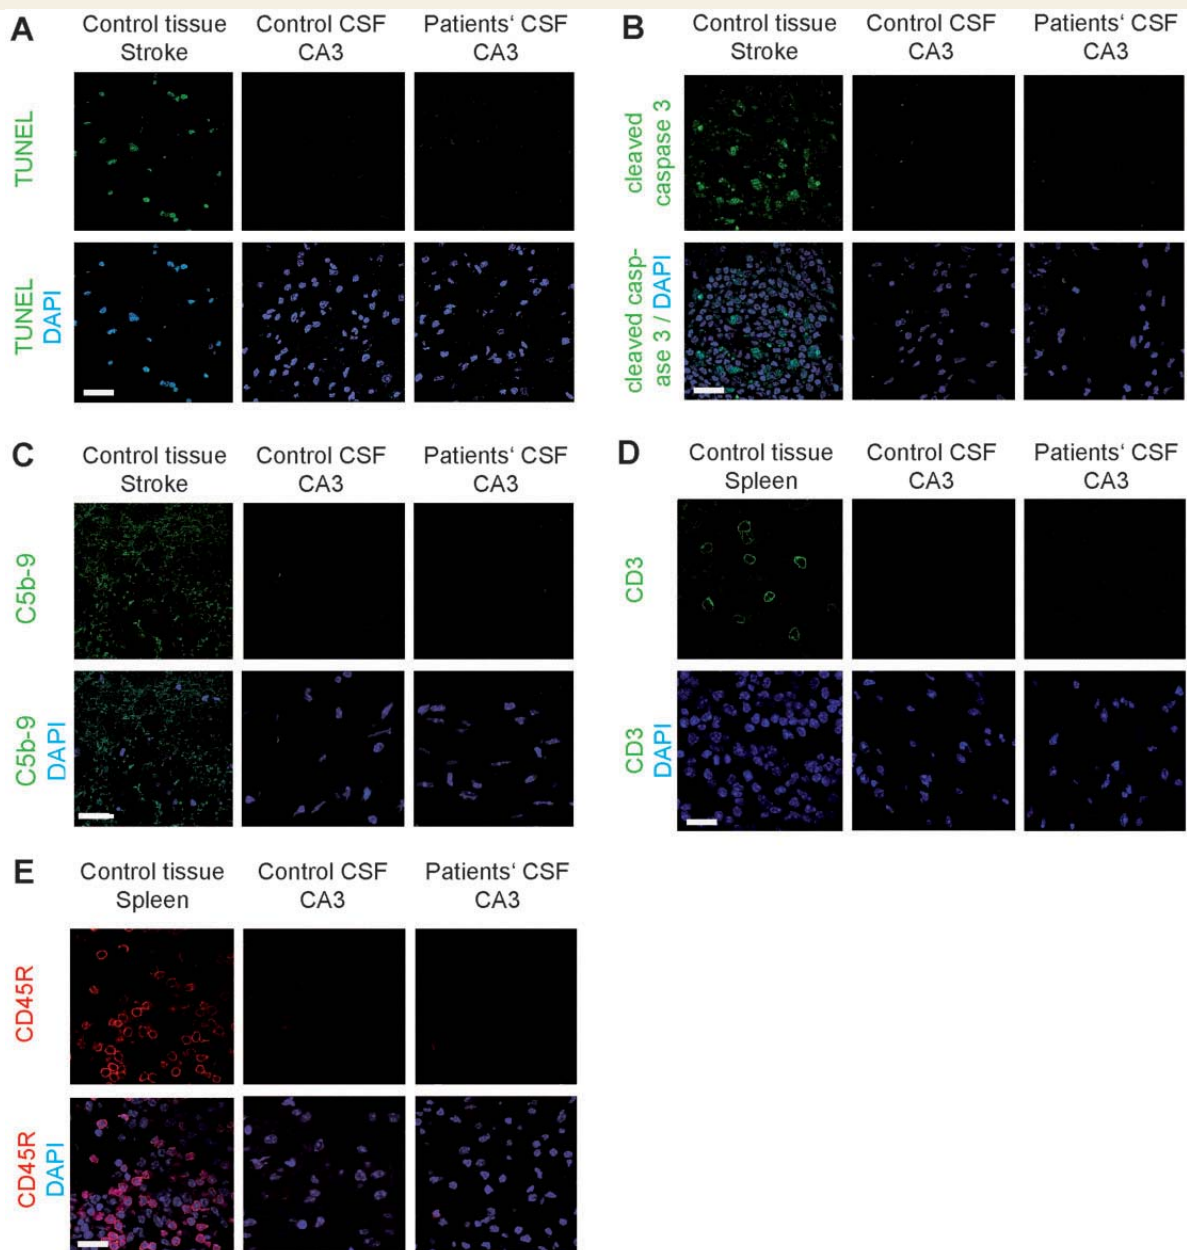 A
Control tissue
Stroke
Control CSF
CA3
Patients‘ CSF
CA3
TUNEL
TUNEL
DAPI
B
Control tissue
Stroke
Control CSF
CA3
Patients‘ CSF
CA3
cleaved
caspase 3
cleaved casp-
ase 3 / DAPI
C
Control tissue
Stroke
Control CSF
CA3
Patients‘ CSF
CA3
C5b-9
C5b-9
DAPI
D
Control tissue
Spleen
Control CSF
CA3
Patients‘ CSF
CA3
CD3
CD3
DAPI
E
Control tissue
Spleen
Control CSF
CA3
Patients‘ CSF
CA3
CD45R
CD45R
DAPI